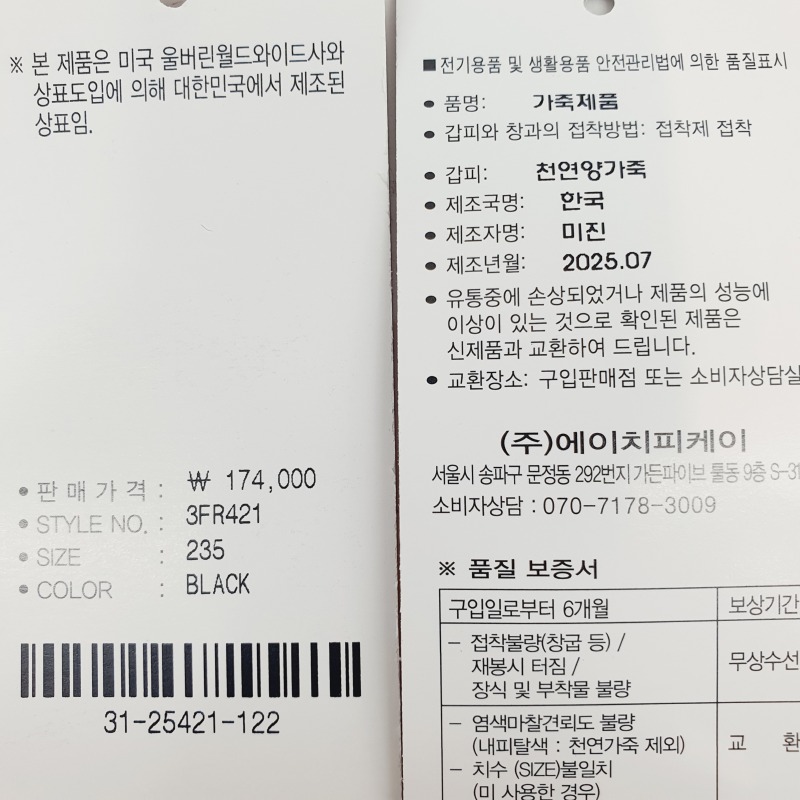 ※ 본 제품은 미국 울버린월드와이드사와
상표도입에 의해 대한민국에서 제조된
상표임.
• 판 매 가 격 : ₩ 174,000
• STYLE NO. : 3FR421
• SIZE : 235
• COLOR : BLACK
31-25421-122
■ 전기용품 및 생활용품 안전관리법에 의한 품질표시
• 품명: 가죽제품
• 갑피와 창과의 접착방법: 접착제 접착
• 갑피: 천연양가죽
• 제조국명: 한국
• 제조자명: 미진
• 제조년월: 2025.07
• 유통중에 손상되었거나 제품의 성능에
이상이 있는 것으로 확인된 제품은
신제품과 교환하여 드립니다.
• 교환장소: 구입판매점 또는 소비자상담실
(주)에이치피케이
서울시 송파구 문정동 292번지 가든파이브 툴동 9층 S-31
소비자상담 : 070-7178-3009
※ 품질 보증서
구입일로부터 6개월 보상기간
– 접착불량(창굽 등) /
재봉시 터짐 / 무상수선
장식 및 부착물 불량
– 염색마찰견뢰도 불량
(내피탈색 : 천연가죽 제외) 교 환
– 치수 (SIZE)불일치
(미 사용한 경우)